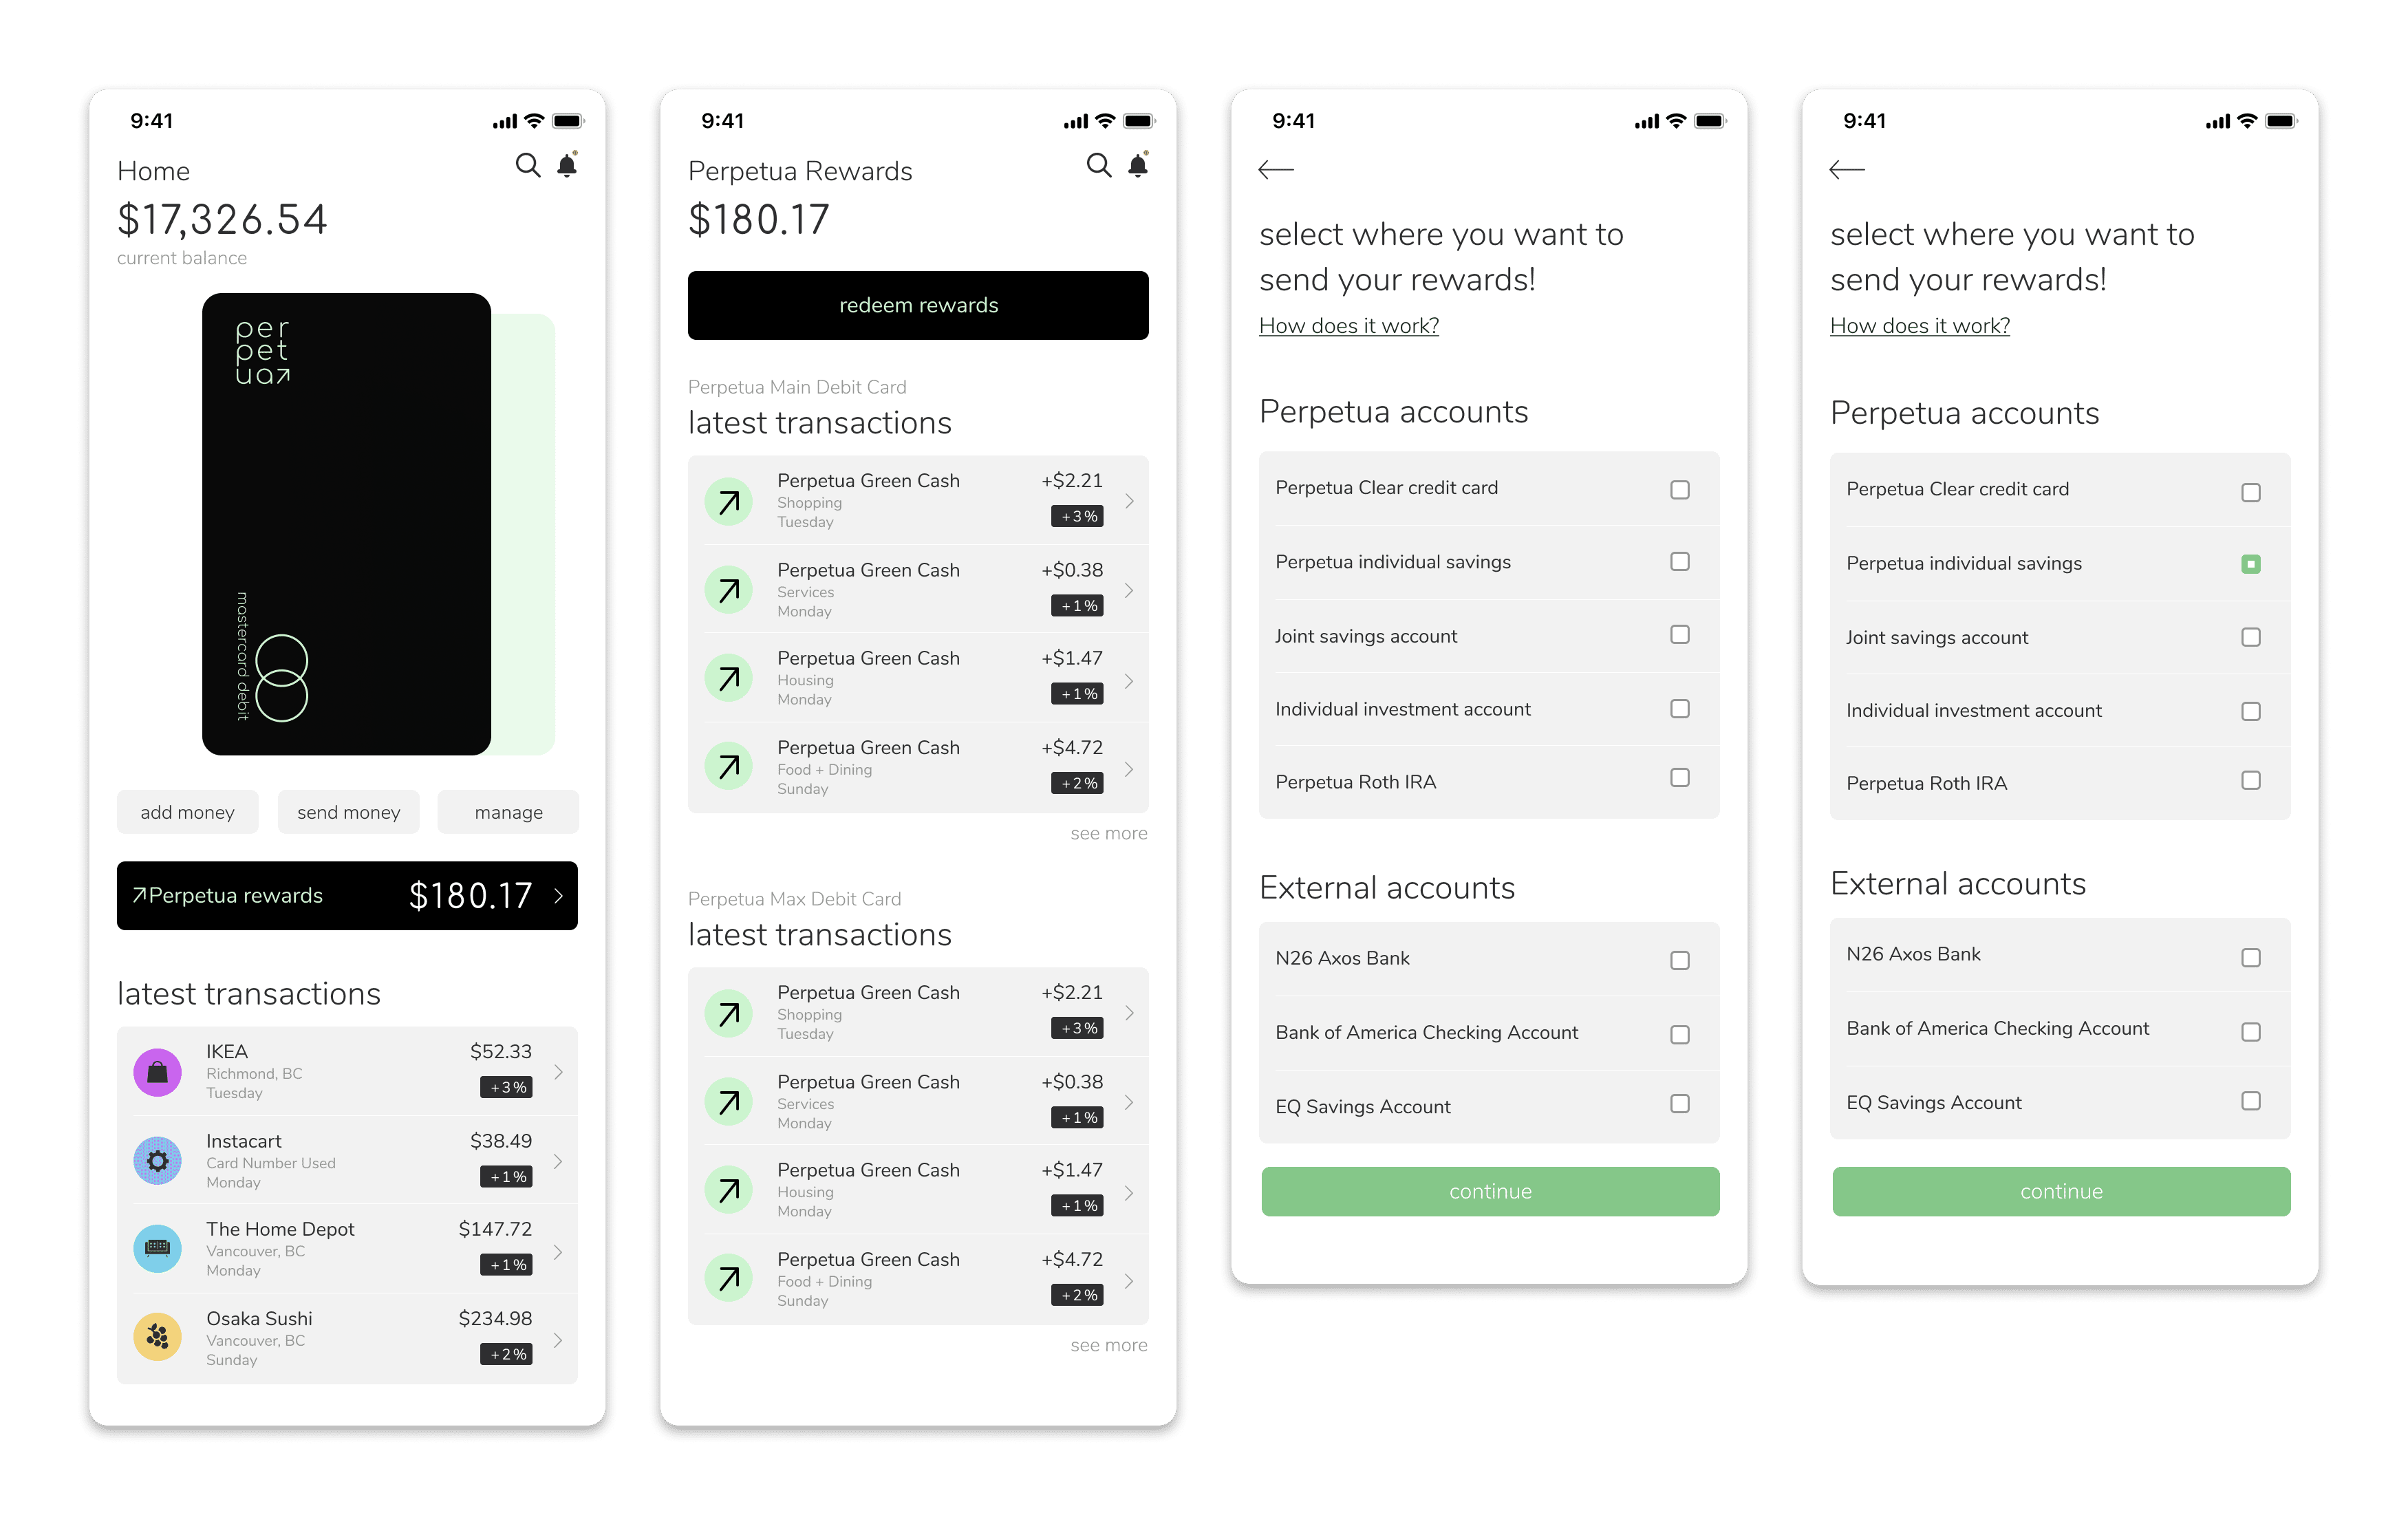 9:41
Home
$17,326.54
current balance
per
pet
ua
mastercard debit
add money
send money
manage
Perpetua rewards
$180.17
latest transactions
IKEA
$52.33
Richmond, BC
Tuesday
+3%
Instacart
$38.49
Card Number Used
Monday
+1%
The Home Depot
$147.72
Vancouver, BC
Monday
+1%
Osaka Sushi
$234.98
Vancouver, BC
Sunday
+2%
9:41
Perpetua Rewards
$180.17
redeem rewards
Perpetua Main Debit Card
latest transactions
Perpetua Green Cash
+$2.21
Shopping
Tuesday
+3%
Perpetua Green Cash
+$0.38
Services
Monday
+1%
Perpetua Green Cash
+$1.47
Housing
Monday
+1%
Perpetua Green Cash
+$4.72
Food + Dining
Sunday
+2%
see more
Perpetua Max Debit Card
latest transactions
Perpetua Green Cash
+$2.21
Shopping
Tuesday
+3%
Perpetua Green Cash
+$0.38
Services
Monday
+1%
Perpetua Green Cash
+$1.47
Housing
Monday
+1%
Perpetua Green Cash
+$4.72
Food + Dining
Sunday
+2%
see more
9:41
select where you want to
send your rewards!
How does it work?
Perpetua accounts
Perpetua Clear credit card
Perpetua individual savings
Joint savings account
Individual investment account
Perpetua Roth IRA
External accounts
N26 Axos Bank
Bank of America Checking Account
EQ Savings Account
continue
9:41
select where you want to
send your rewards!
How does it work?
Perpetua accounts
Perpetua Clear credit card
Perpetua individual savings
Joint savings account
Individual investment account
Perpetua Roth IRA
External accounts
N26 Axos Bank
Bank of America Checking Account
EQ Savings Account
continue